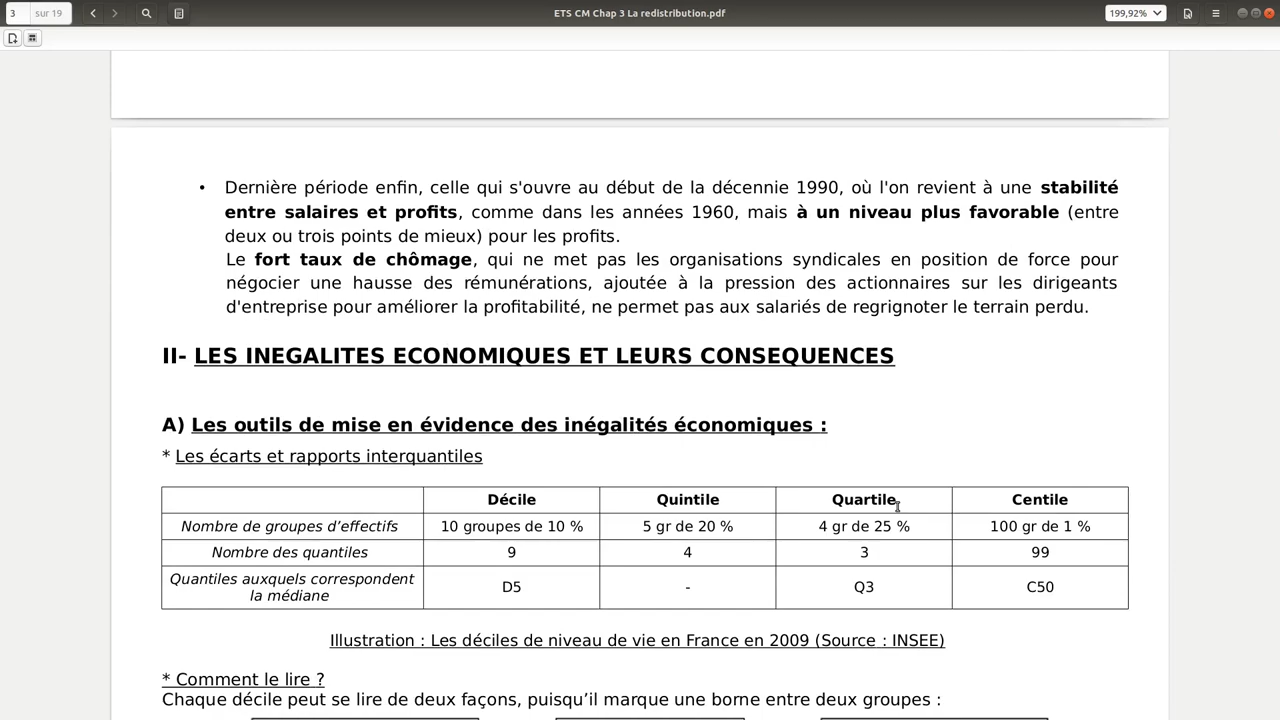 3 sur 19
ETS CM Chap 3 La redistribution.pdf
199,92%
• Dernière période enfin, celle qui s'ouvre au début de la décennie 1990, où l'on revient à une stabilité
entre salaires et profits, comme dans les années 1960, mais à un niveau plus favorable (entre
deux ou trois points de mieux) pour les profits.
Le fort taux de chômage, qui ne met pas les organisations syndicales en position de force pour
négocier une hausse des rémunérations, ajoutée à la pression des actionnaires sur les dirigeants
d'entreprise pour améliorer la profitabilité, ne permet pas aux salariés de regrignoter le terrain perdu.
II- LES INEGALITES ECONOMIQUES ET LEURS CONSEQUENCES
A) Les outils de mise en évidence des inégalités économiques :
* Les écarts et rapports interquantiles
Décile Quintile Quartile Centile
Nombre de groupes d’effectifs 10 groupes de 10 % 5 gr de 20 % 4 gr de 25 % 100 gr de 1 %
Nombre des quantiles 9 4 3 99
Quantiles auxquels correspondent
la médiane D5 - Q3 C50
Illustration : Les déciles de niveau de vie en France en 2009 (Source : INSEE)
* Comment le lire ?
Chaque décile peut se lire de deux façons, puisqu’il marque une borne entre deux groupes :